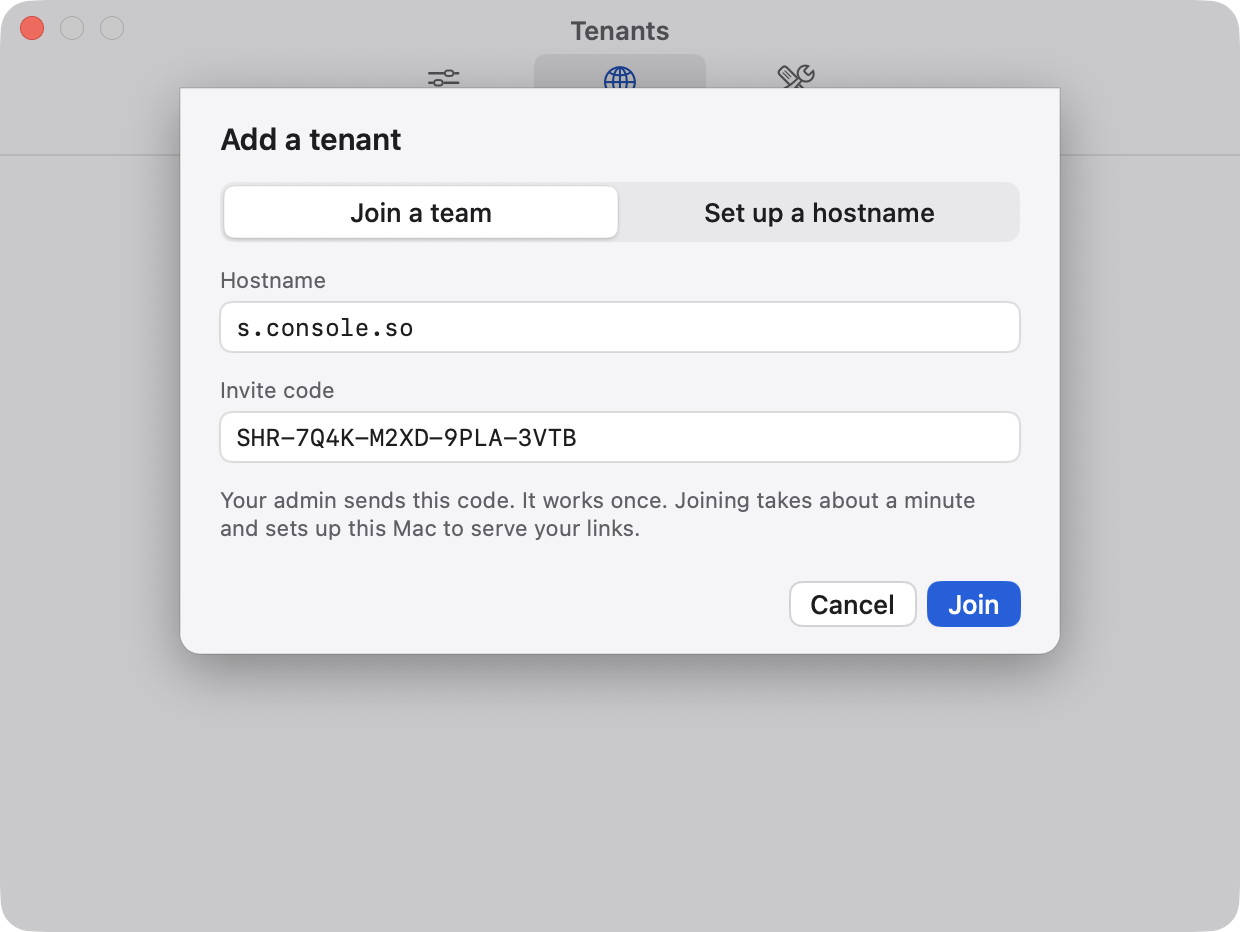 Tenants
Add a tenant
Join a team
Set up a hostname
Hostname
s.console.so
Invite code
SHR-7Q4K-M2XD-9PLA-3VTB
Your admin sends this code. It works once. Joining takes about a minute
and sets up this Mac to serve your links.
Cancel
Join